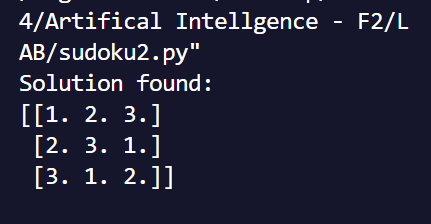 4/Artifical Intellgence - F2/L
AB/sudoku2.py"
Solution found:
[[1. 2. 3.]
 [2. 3. 1.]
 [3. 1. 2.]]